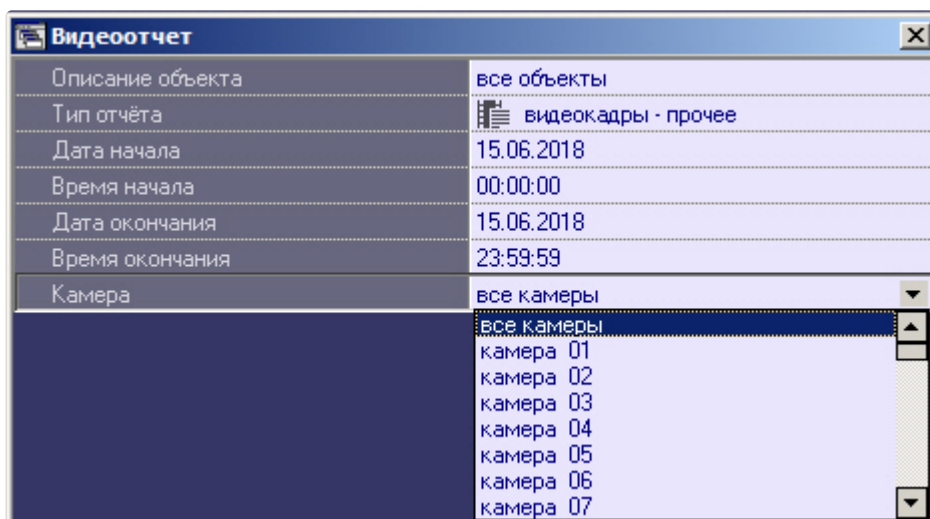 Видеоотчет
Описание объекта все объекты
Тип отчёта видеокадры - прочее
Дата начала 15.06.2018
Время начала 00:00:00
Дата окончания 15.06.2018
Время окончания 23:59:59
Камера все камеры
все камеры
камера 01
камера 02
камера 03
камера 04
камера 05
камера 06
камера 07